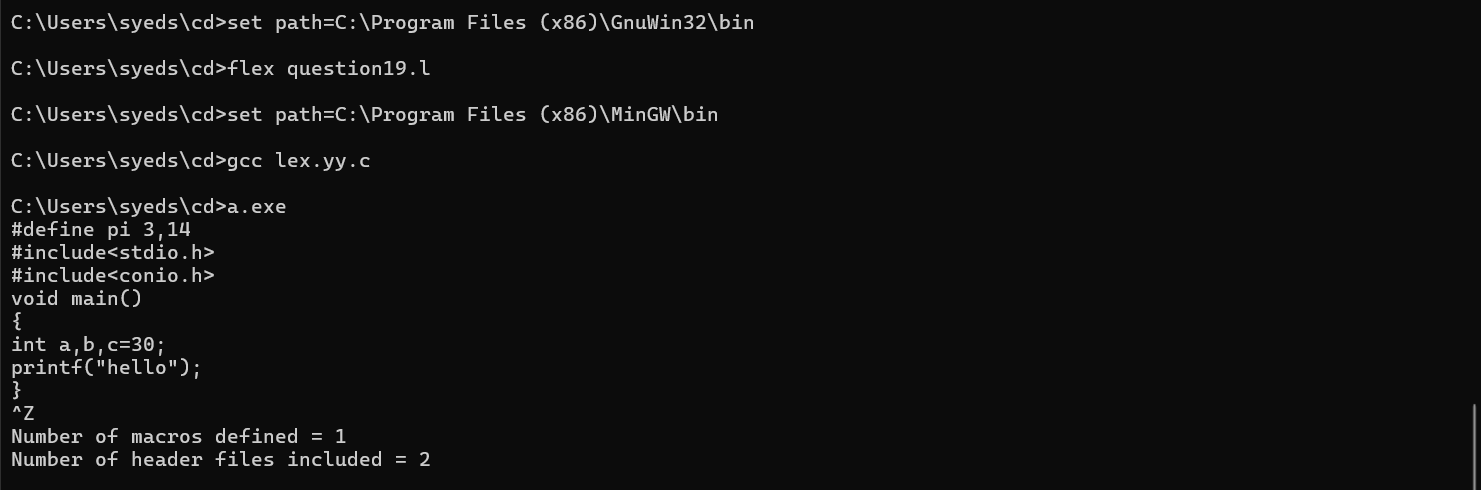 C:\Users\syeds\cd>set path=C:\Program Files (x86)\GnuWin32\bin
C:\Users\syeds\cd>flex question19.l
C:\Users\syeds\cd>set path=C:\Program Files (x86)\MinGW\bin
C:\Users\syeds\cd>gcc lex.yy.c
C:\Users\syeds\cd>a.exe
#define pi 3,14
#include<stdio.h>
#include<conio.h>
void main()
{
int a,b,c=30;
printf("hello");
}
^Z
Number of macros defined = 1
Number of header files included = 2